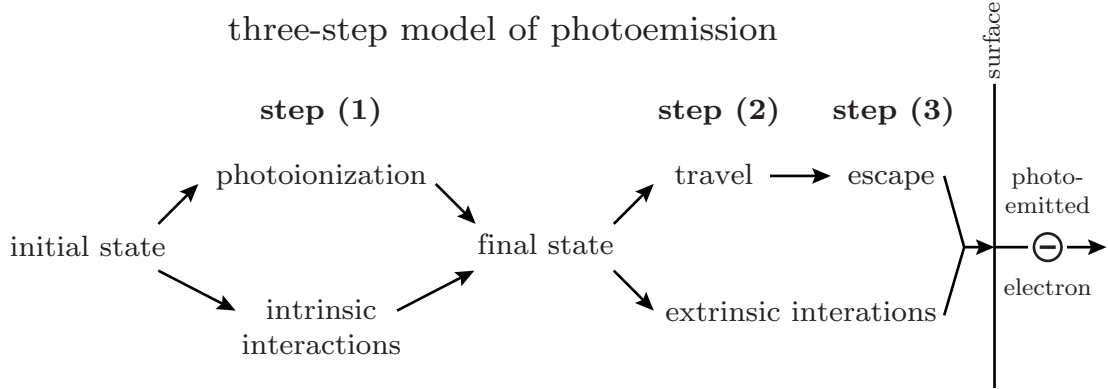 three-step model of photoemission
surface
step (1)
step (2)
step (3)
photoionization
travel
escape
photo-
emitted
initial state
final state
electron
intrinsic
interactions
extrinsic interations